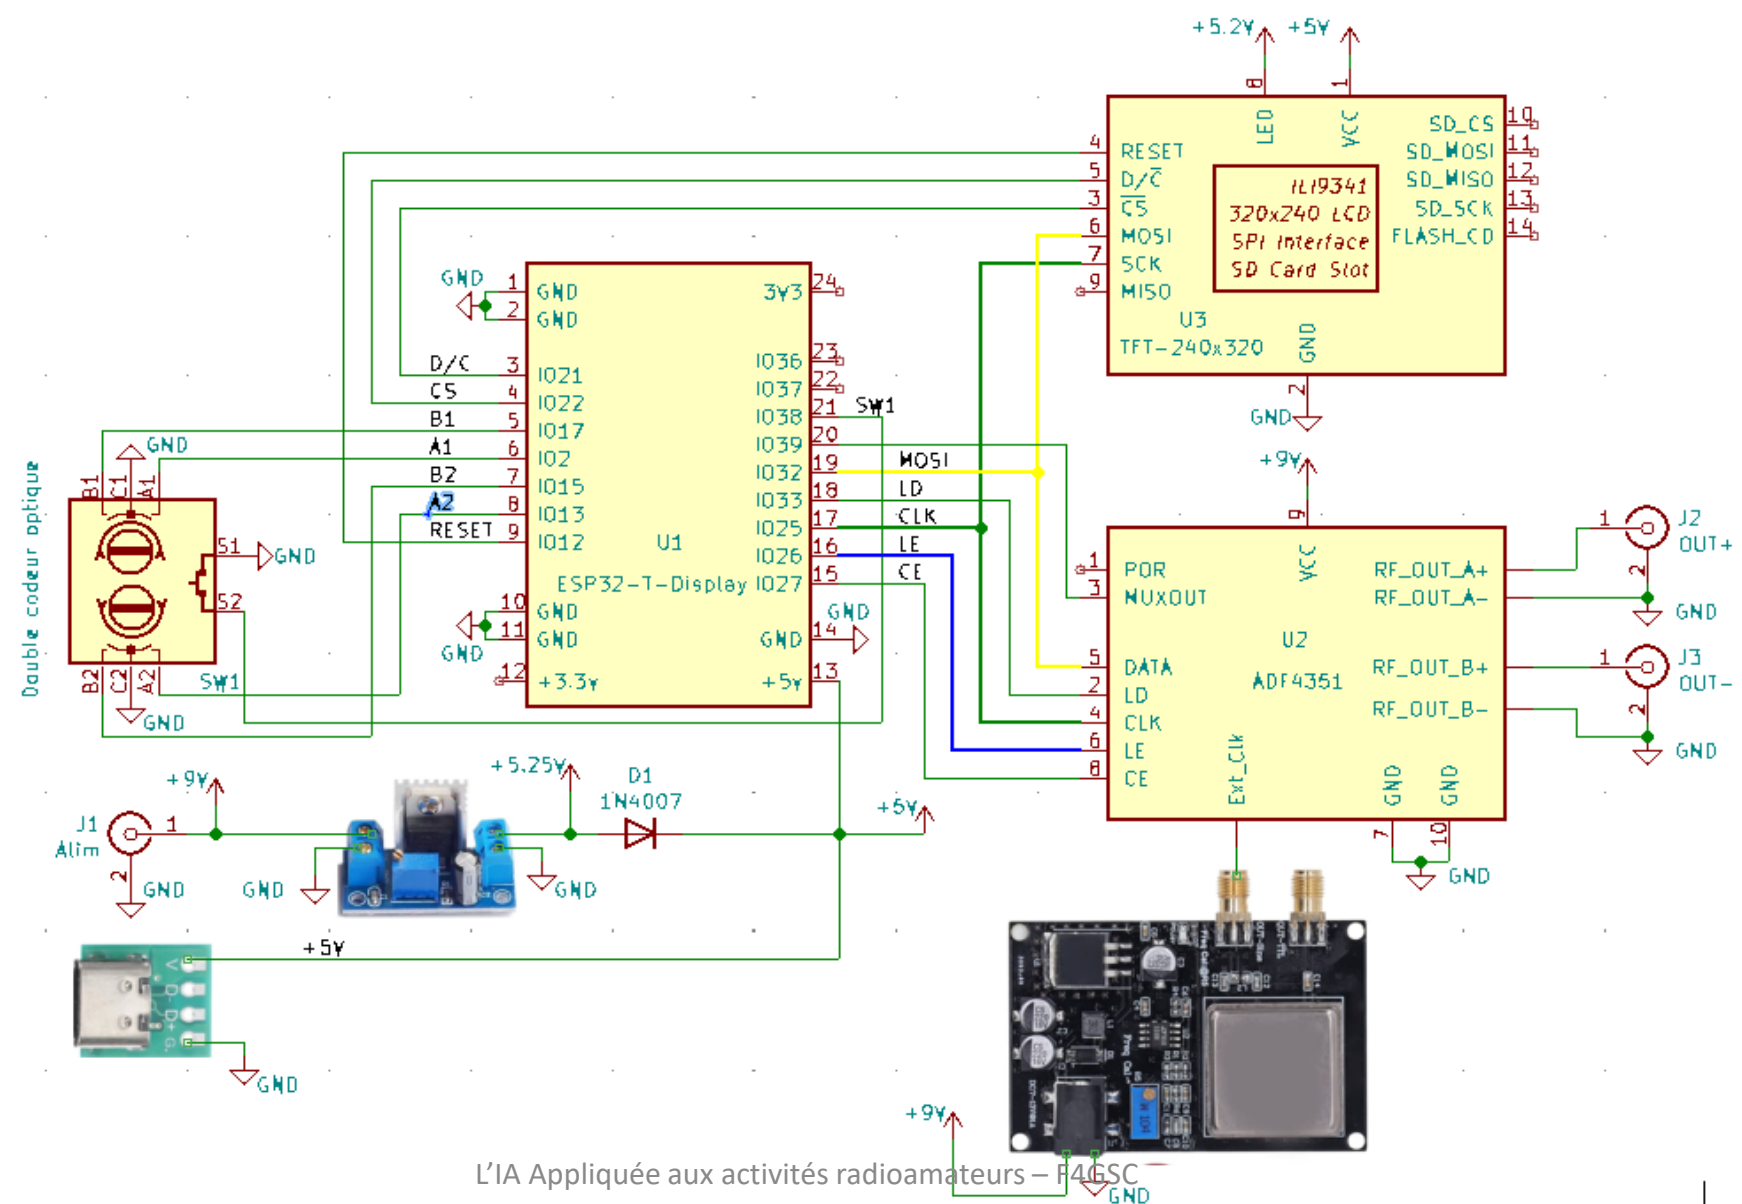 +5.2V
+5V
8
1
LED
VCC
4
RESET
5
D/C
3
CS
6
MOSI
7
SCK
9
MISO
ILI9341
320x240 LCD
SPI Interface
SD Card Slot
SD_CS
10
SD_MOSI
11
SD_MISO
12
SD_SCK
13
FLASH_CD
14
U3
TFT-240x320
GND
2
GND
GND
1
GND
2
GND
D/C
3
IO21
CS
4
IO22
B1
5
IO17
A1
6
IO2
B2
7
IO15
A2
8
IO13
RESET
9
IO12
10
GND
11
GND
GND
12
+3.3V
3V3
24
IO36
23
IO37
22
IO38
21
SW1
IO39
20
IO32
19
MOSI
IO33
18
LD
IO25
17
CLK
IO26
16
LE
IO27
15
CE
GND
14
GND
+5V
13
U1
ESP32-T-Display
Double codeur optique
B1
C1
A1
GND
S1
GND
S2
B2
C2
A2
SW1
GND
+9V
9
VCC
1
POR
3
MUXOUT
5
DATA
2
LD
4
CLK
6
LE
8
CE
U2
ADF4351
RF_OUT_A+
RF_OUT_A-
RF_OUT_B+
RF_OUT_B-
Ext_Clk
GND
GND
7
10
GND
1
J2
OUT+
2
GND
1
J3
OUT-
2
GND
+9V
J1
Alim
1
2
GND
GND
+5.25V
GND
D1
1N4007
+5V
+5V
V
D-
D+
G
GND
+9V
GND
W 104
L'IA Appliquée aux activités radioamateurs – F4GSC